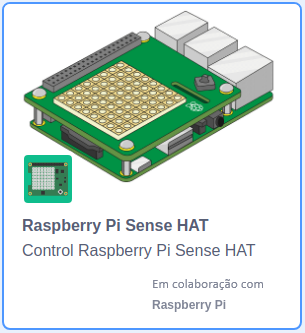 Raspberry Pi Sense HAT
Control Raspberry Pi Sense HAT
Em colaboração com
Raspberry Pi